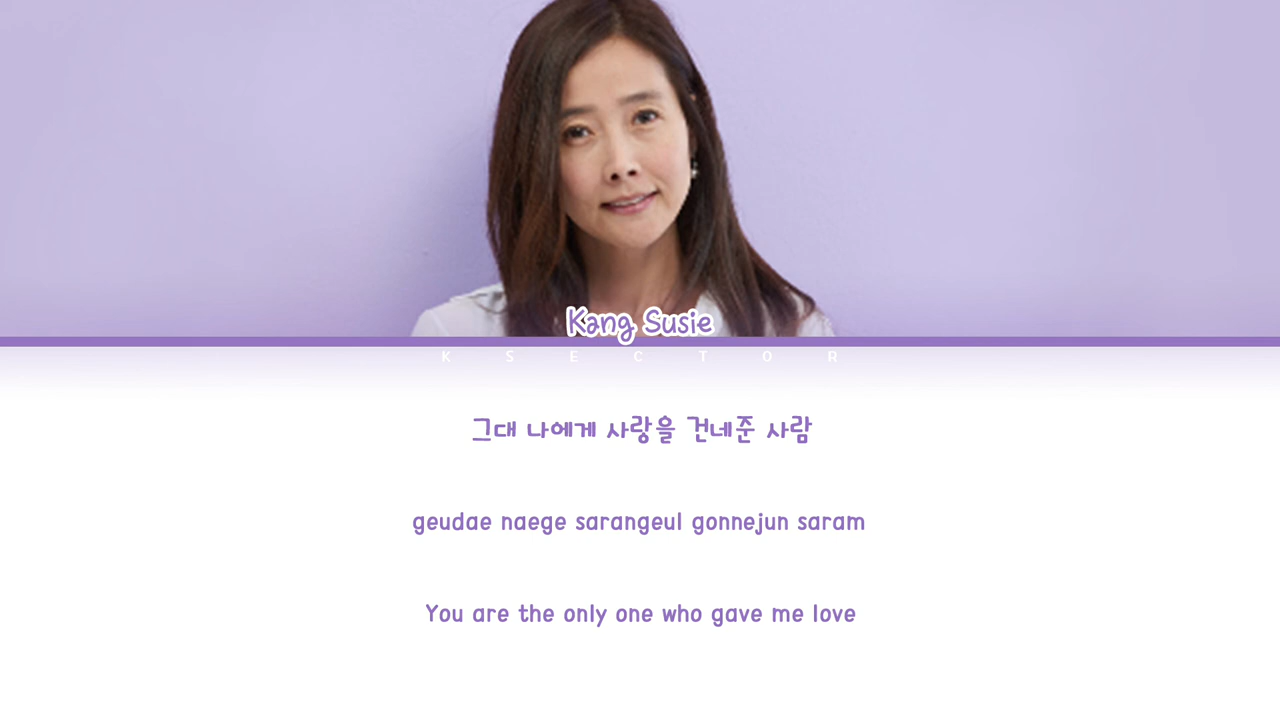 Kang Susie
K S E C T O R
그대 나에게 사랑을 건네준 사람
geudae naege sarangeul gonnejun saram
You are the only one who gave me love